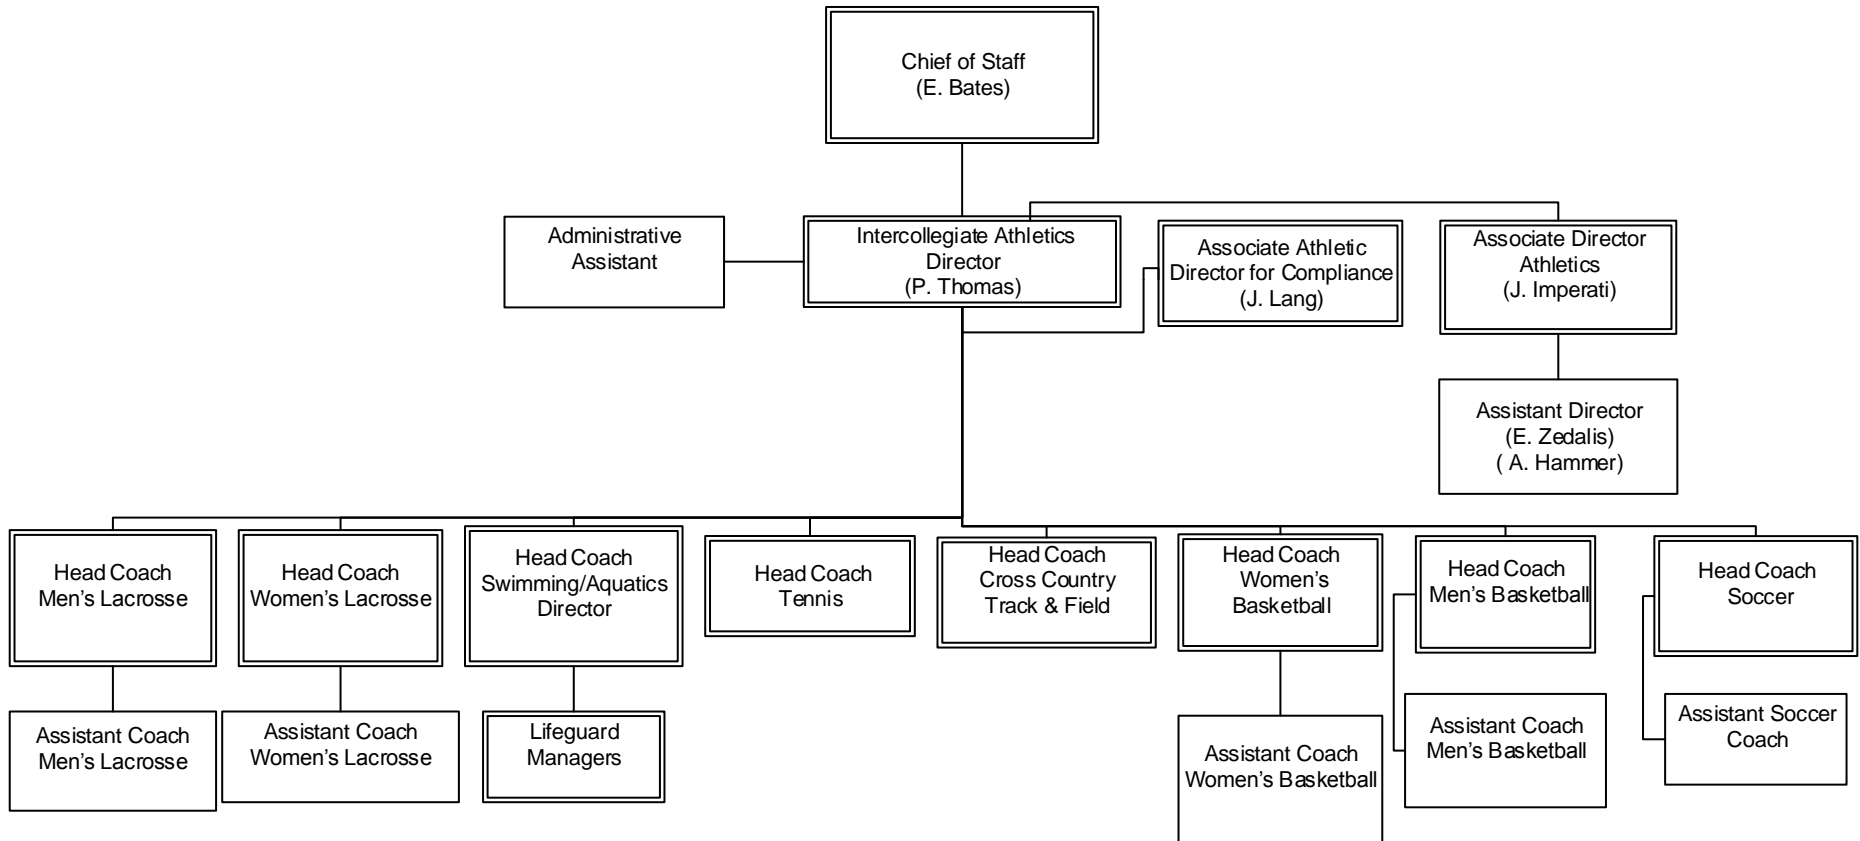 Chief of Staff
(E. Bates)
Administrative
Assistant
Intercollegiate Athletics
Director
(P. Thomas)
Associate Athletic
Director for Compliance
(J. Lang)
Associate Director
Athletics
(J. Imperati)
Assistant Director
(E. Zedalis)
( A. Hammer)
Head Coach
Men's Lacrosse
Head Coach
Women's Lacrosse
Head Coach
Swimming/Aquatics
Director
Head Coach
Tennis
Head Coach
Cross Country
Track & Field
Head Coach
Women's
Basketball
Head Coach
Men's Basketball
Head Coach
Soccer
Assistant Coach
Men's Lacrosse
Assistant Coach
Women's Lacrosse
Lifeguard
Managers
Assistant Coach
Women's Basketball
Assistant Coach
Men's Basketball
Assistant Soccer
Coach